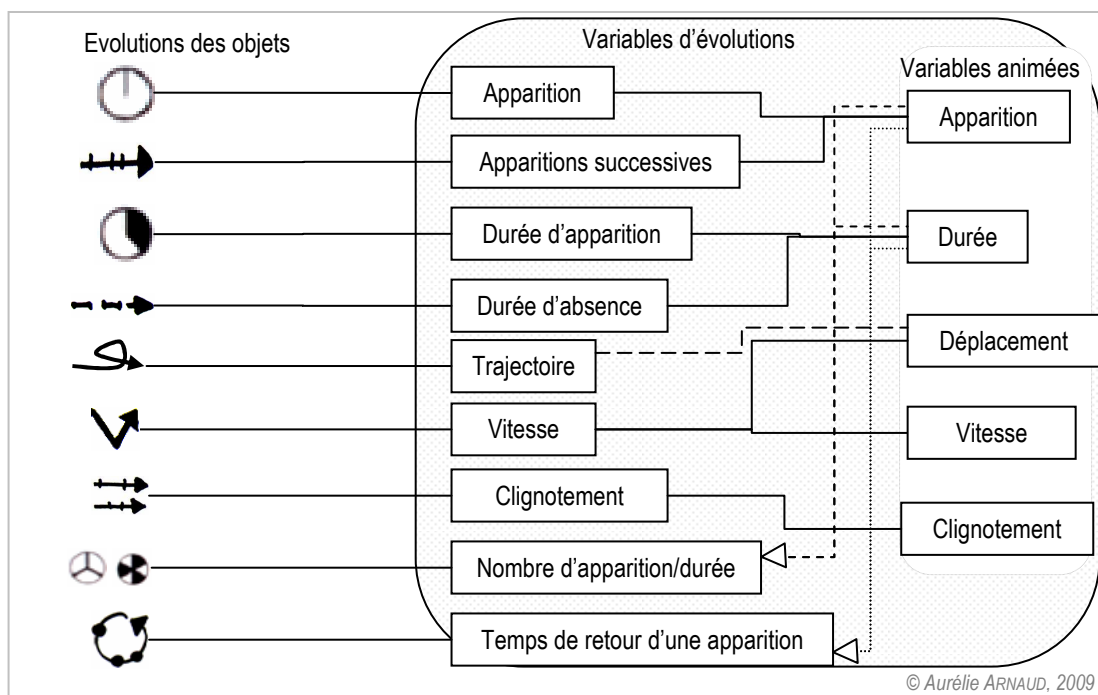 Evolutions des objets
Variables d’évolutions
Variables animées
Apparition
Apparition
Apparitions successives
Durée d’apparition
Durée
Durée d’absence
Déplacement
Trajectoire
Vitesse
Vitesse
Clignotement
Clignotement
Nombre d’apparition/durée
Temps de retour d’une apparition
© Aurélie ARNAUD, 2009